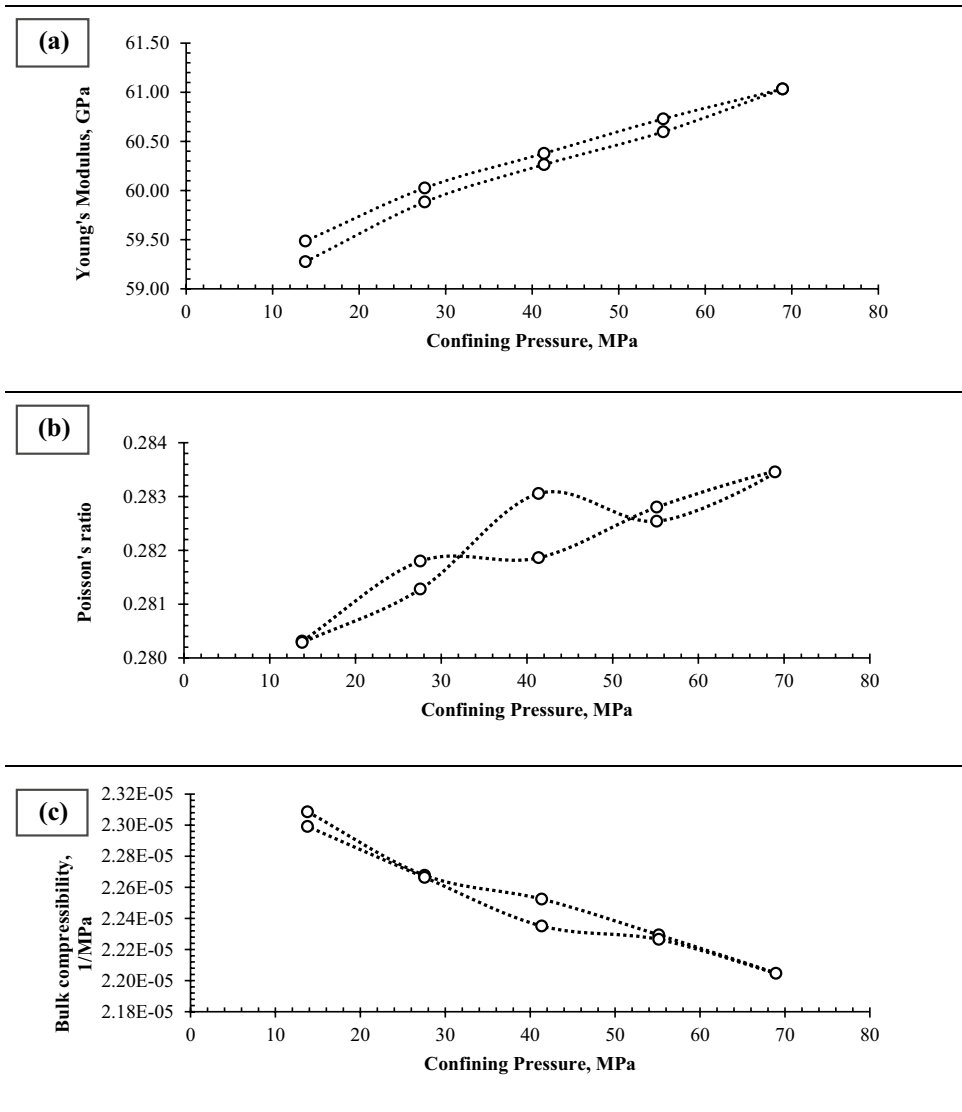 (a)
61.50
61.00
60.50
60.00
59.50
59.00
Young's Modulus, GPa
0 10 20 30 40 50 60 70 80
Confining Pressure, MPa
(b)
0.284
0.283
0.282
0.281
0.280
Poisson's ratio
0 10 20 30 40 50 60 70 80
Confining Pressure, MPa
(c)
2.32E-05
2.30E-05
2.28E-05
2.26E-05
2.24E-05
2.22E-05
2.20E-05
2.18E-05
Bulk compressibility,
1/MPa
0 10 20 30 40 50 60 70 80
Confining Pressure, MPa